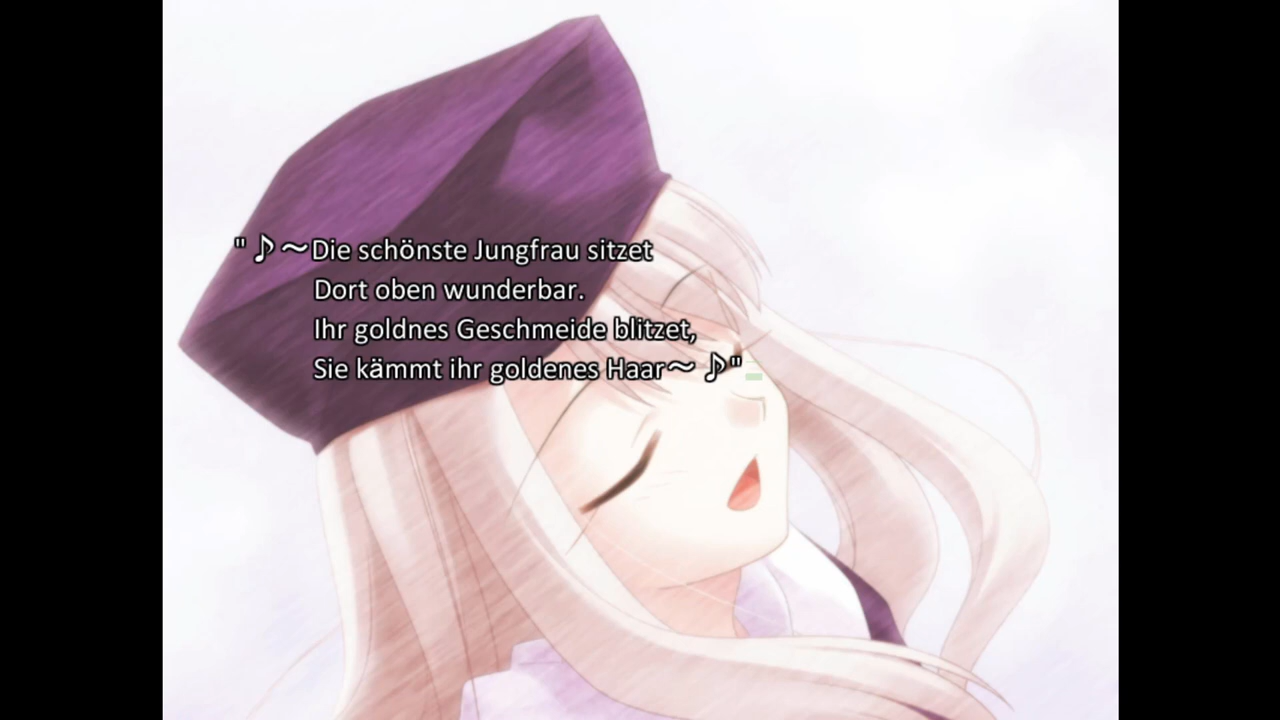 "♪～Die schönste Jungfrau sitzet
Dort oben wunderbar.
Ihr goldnes Geschmeide blitzet,
Sie kämmt ihr goldenes Haar～♪"